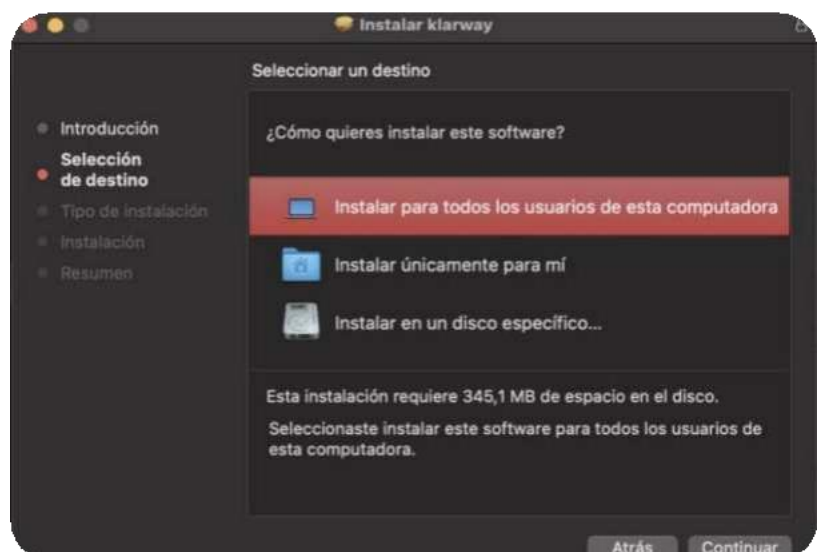 Instalar klarway
Seleccionar un destino
Introducción
Selección
de destino
Tipo de instalación
Instalación
Resumen
¿Cómo quieres instalar este software?
Instalar para todos los usuarios de esta computadora
Instalar únicamente para mí
Instalar en un disco específico...
Esta instalación requiere 345,1 MB de espacio en el disco.
Seleccionaste instalar este software para todos los usuarios de
esta computadora.
Atrás
Continuar